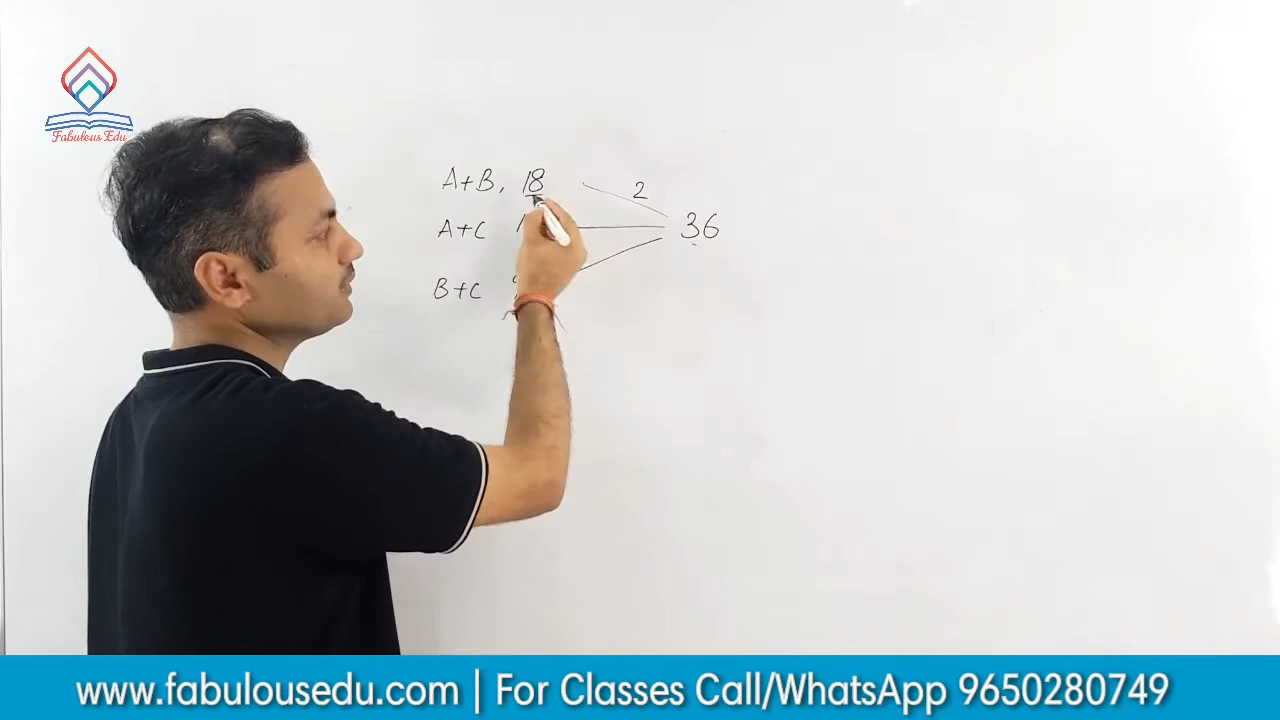 Fabulous Edu
A+B, 18
2
A+C
36
B+C
www.fabulousedu.com | For Classes Call/WhatsApp 9650280749